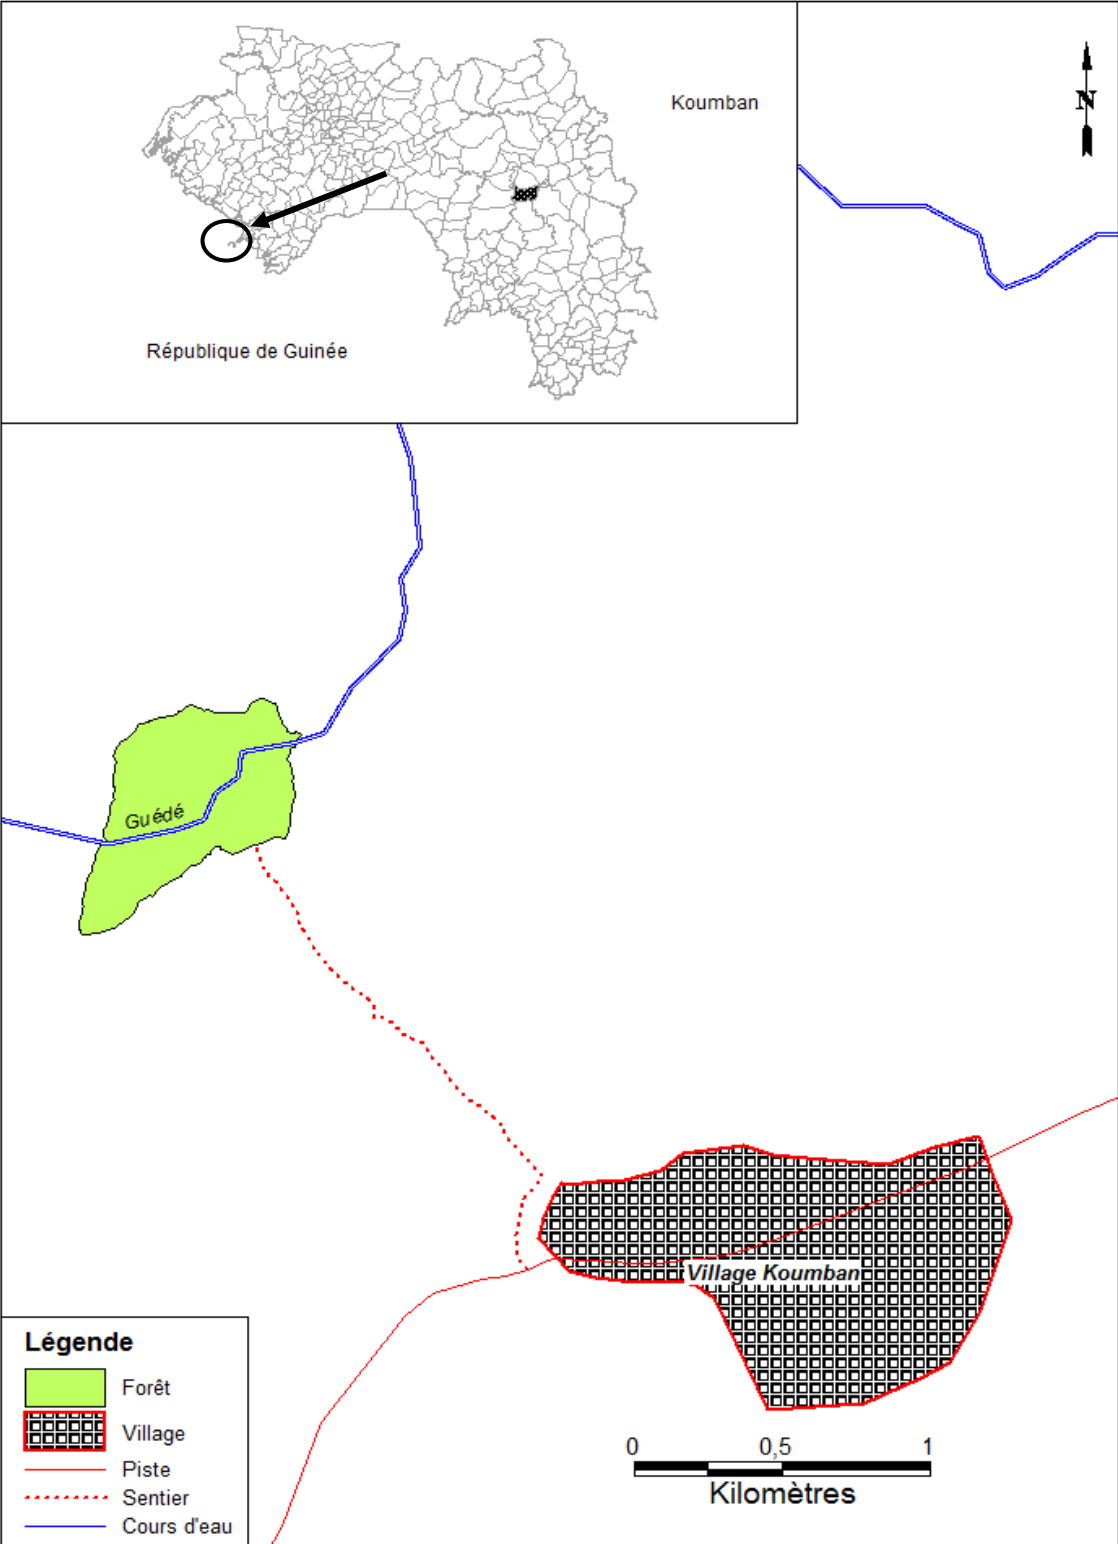 Koumban
N
République de Guinée
Guédé
Village Koumban
Légende
Forêt
Village
Piste
Sentier
Cours d'eau
0 0,5 1
Kilomètres